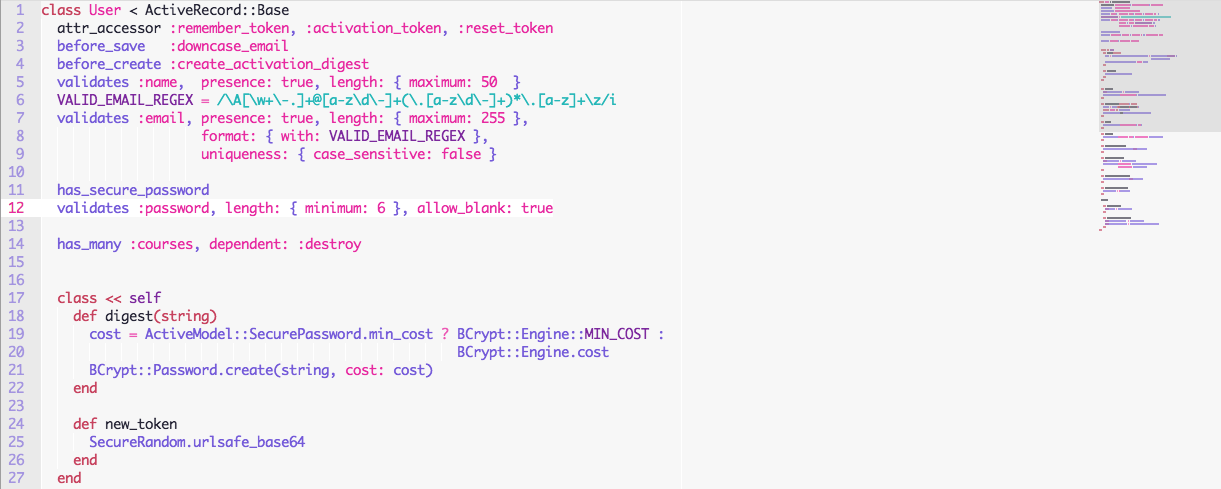 1 class User < ActiveRecord::Base
2   attr_accessor :remember_token, :activation_token, :reset_token
3   before_save   :downcase_email
4   before_create :create_activation_digest
5   validates :name,  presence: true, length: { maximum: 50  }
6   VALID_EMAIL_REGEX = /\A[\w+\-.]+@[a-z\d\-]+(\.[a-z\d\-]+)*\.[a-z]+\z/i
7   validates :email, presence: true, length: { maximum: 255 },
8                     format: { with: VALID_EMAIL_REGEX },
9                     uniqueness: { case_sensitive: false }
10
11   has_secure_password
12   validates :password, length: { minimum: 6 }, allow_blank: true
13
14   has_many :courses, dependent: :destroy
15
16
17   class << self
18     def digest(string)
19       cost = ActiveModel::SecurePassword.min_cost ? BCrypt::Engine::MIN_COST :
20                                                     BCrypt::Engine.cost
21       BCrypt::Password.create(string, cost: cost)
22     end
23
24     def new_token
25       SecureRandom.urlsafe_base64
26     end
27   end